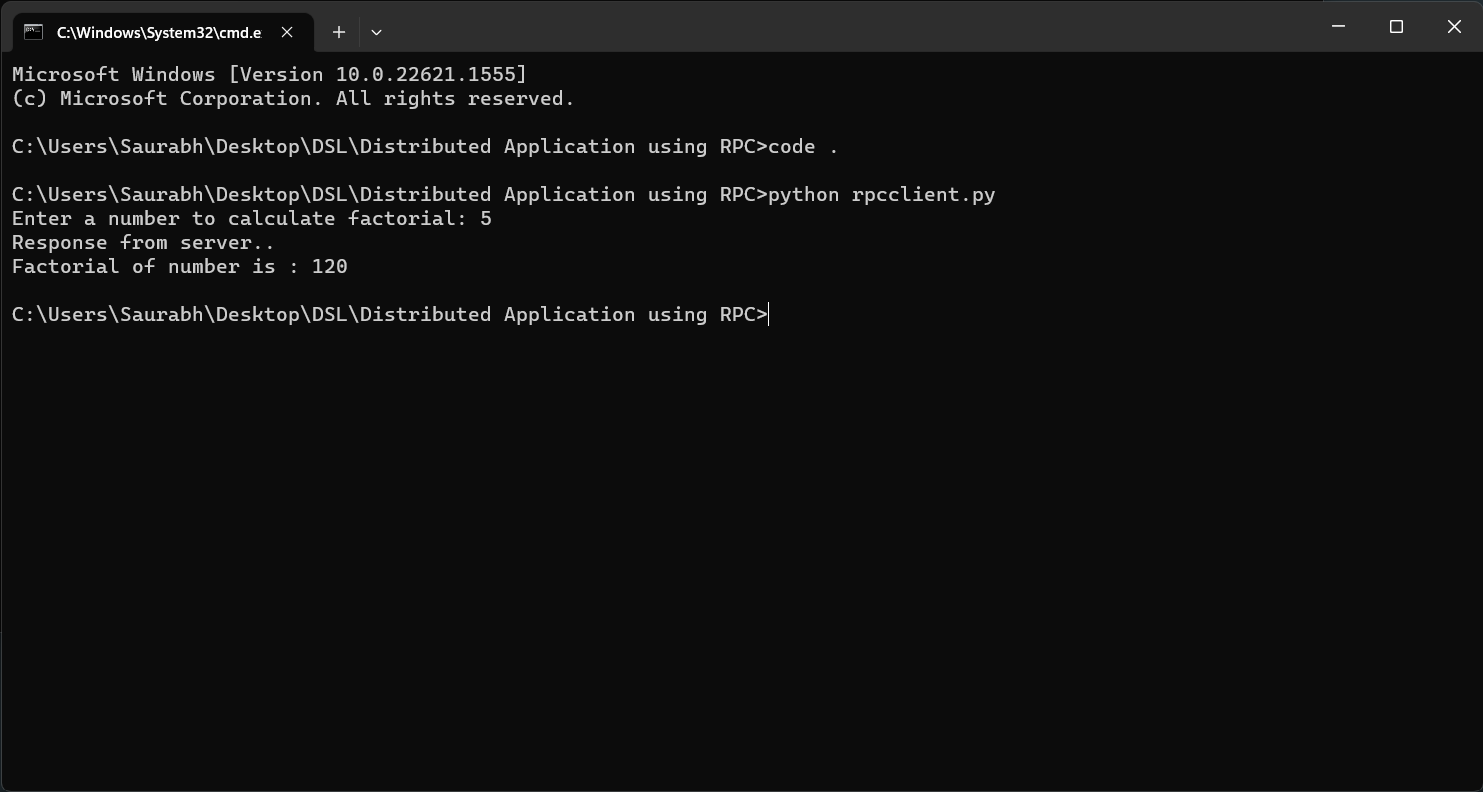 C:\Windows\System32\cmd.e
Microsoft Windows [Version 10.0.22621.1555]
(c) Microsoft Corporation. All rights reserved.
C:\Users\Saurabh\Desktop\DSL\Distributed Application using RPC>code .
C:\Users\Saurabh\Desktop\DSL\Distributed Application using RPC>python rpcclient.py
Enter a number to calculate factorial: 5
Response from server..
Factorial of number is : 120
C:\Users\Saurabh\Desktop\DSL\Distributed Application using RPC>